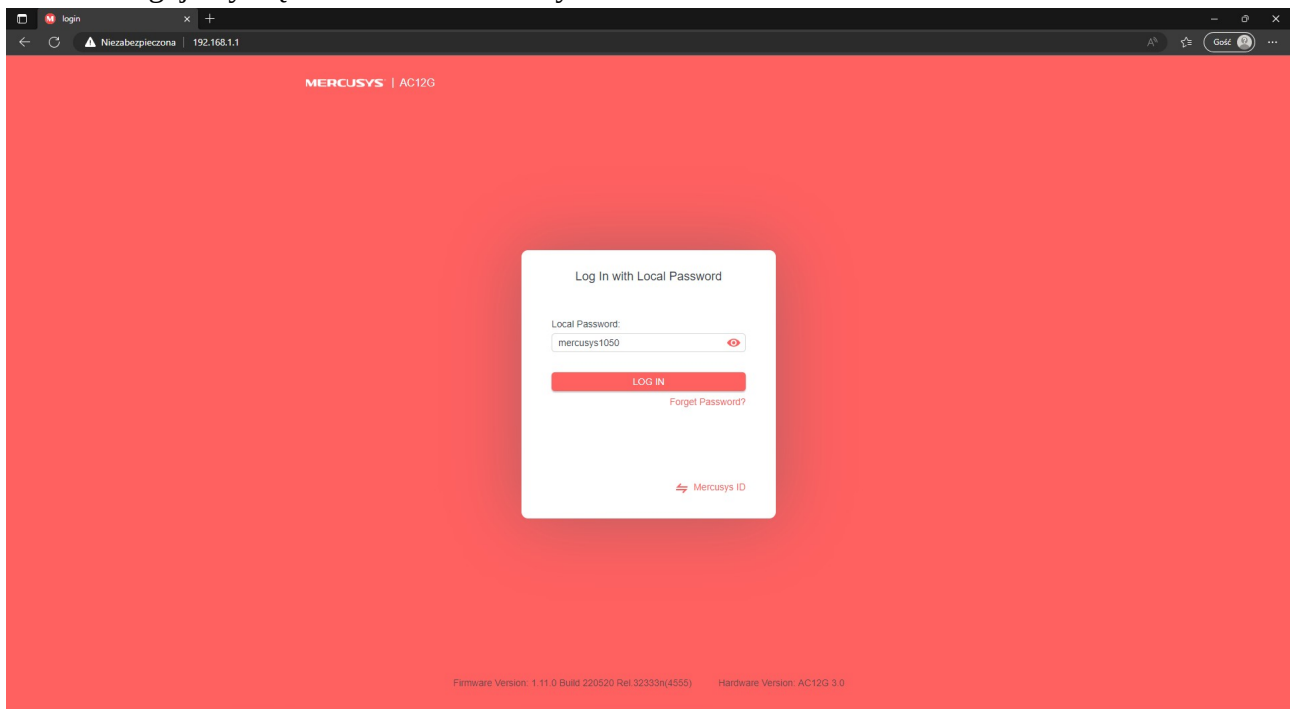 login
Niezabezpieczona | 192.168.1.1
Gość
MERCUSYS | AC12G
Log In with Local Password
Local Password:
mercusys1050
LOG IN
Forget Password?
Mercusys ID
Firmware Version: 1.11.0 Build 220520 Rel.32333n(4555) Hardware Version: AC12G 3.0